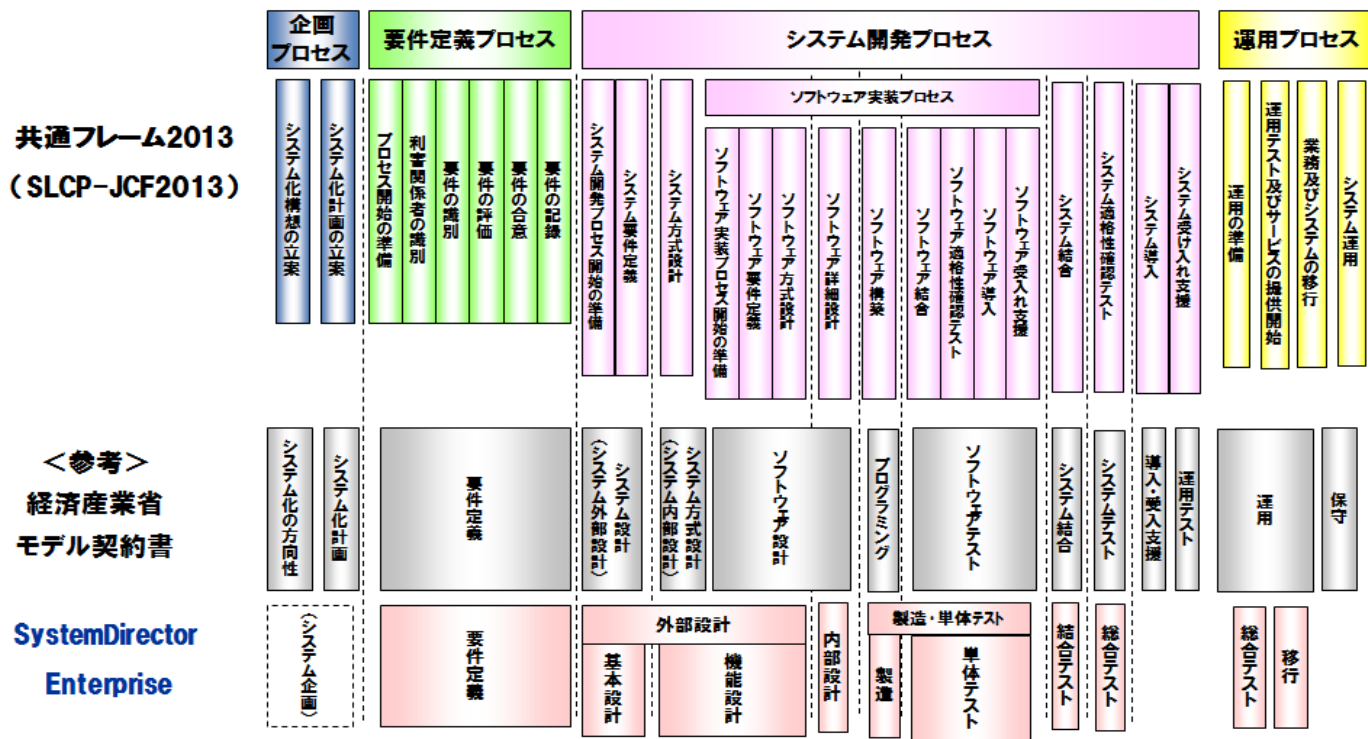 企画
プロセス
要件定義プロセス
システム開発プロセス
運用プロセス
共通フレーム2013
（SLCP-JCF2013）
システム化構想の立案
システム化計画の立案
プロセス開始の準備
利害関係者の識別
要件の識別
要件の評価
要件の合意
要件の記録
システム開発プロセス開始の準備
システム要件定義
システム方式設計
ソフトウェア実装プロセス
ソフトウェア実装プロセス開始の準備
ソフトウェア要件定義
ソフトウェア方式設計
ソフトウェア詳細設計
ソフトウェア構築
ソフトウェア結合
ソフトウェア適格性確認テスト
ソフトウェア導入
ソフトウェア受入れ支援
システム結合
システム適格性確認テスト
システム導入
システム受け入れ支援
運用の準備
運用テスト及びサービスの提供開始
業務及びシステムの移行
システム運用
＜参考＞
経済産業省
モデル契約書
システム化の方向性
システム化計画
要件定義
システム設計
（システム外部設計）
システム方式設計
（システム内部設計）
ソフトウェア設計
プログラミング
ソフトウェアテスト
システム結合
システムテスト
導入・受入支援
運用テスト
運用
保守
SystemDirector
Enterprise
（システム企画）
要件定義
外部設計
基本設計
機能設計
内部設計
製造・単体テスト
製造
単体テスト
結合テスト
総合テスト
総合テスト
移行